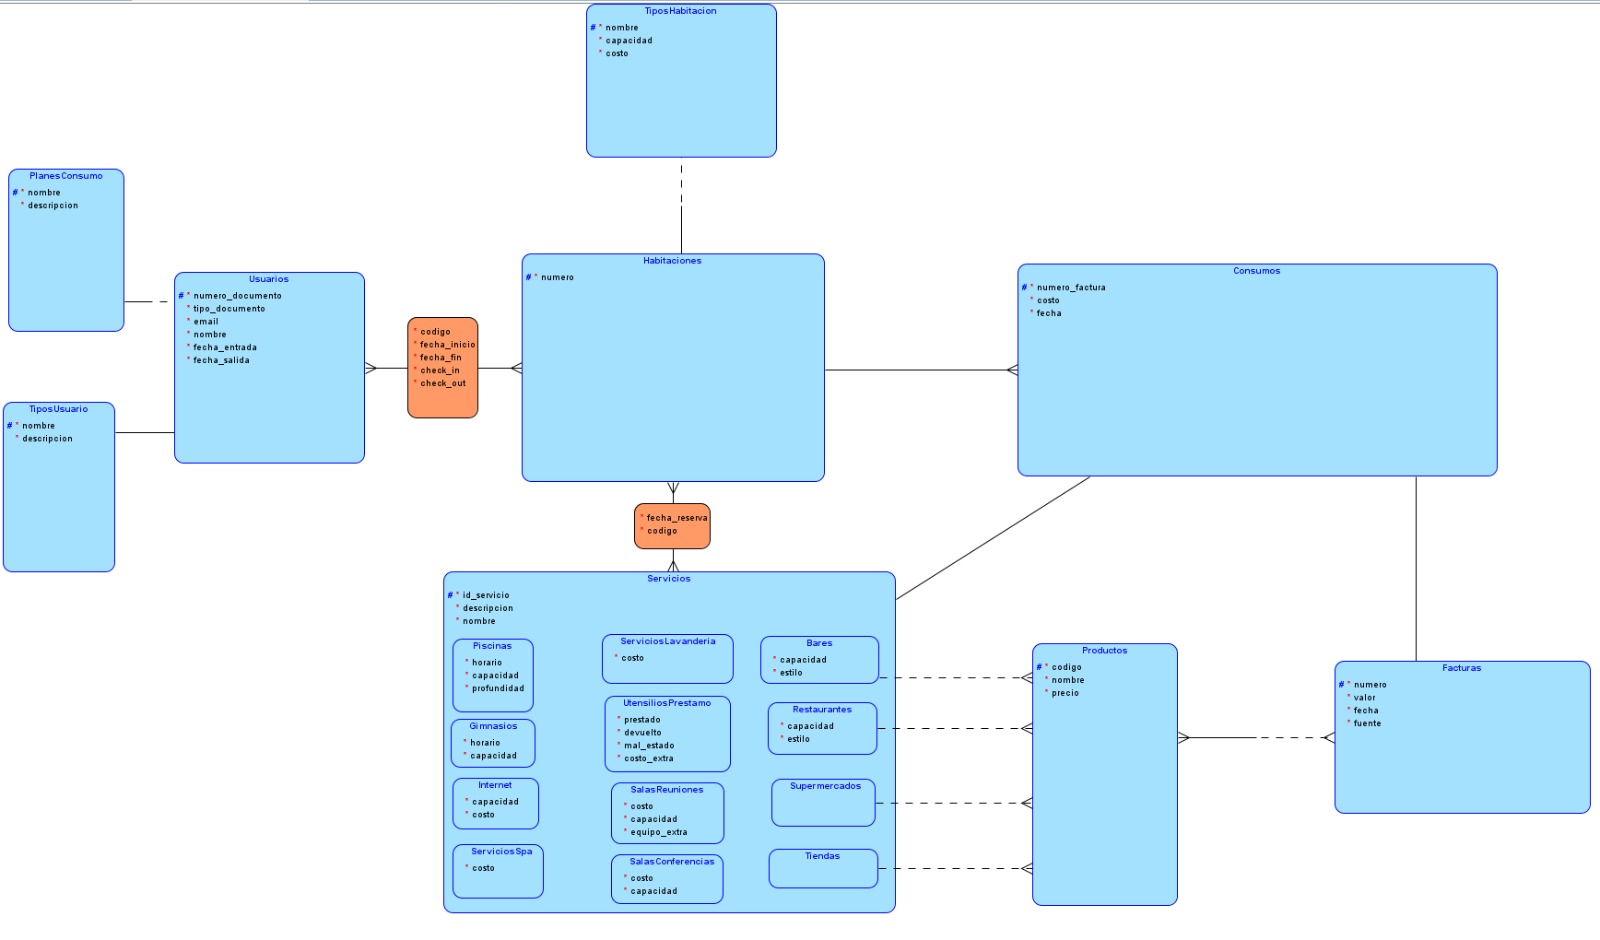 TiposHabitacion
# * nombre
* capacidad
* costo
PlanesConsumo
# * nombre
* descripcion
Usuarios
# * numero_documento
* tipo_documento
* email
* nombre
* fecha_entrada
* fecha_salida
TiposUsuario
# * nombre
* descripcion
* codigo
* fecha_inicio
* fecha_fin
* check_in
* check_out
Habitaciones
# * numero
Consumos
# * numero_factura
* costo
* fecha
* fecha_reserva
* codigo
Servicios
# * id_servicio
* descripcion
* nombre
Piscinas
* horario
* capacidad
* profundidad
Gimnasios
* horario
* capacidad
Internet
* capacidad
* costo
ServiciosSpa
* costo
ServiciosLavanderia
* costo
UtensiliosPrestamo
* prestado
* devuelto
* mal_estado
* costo_extra
SalasReuniones
* costo
* capacidad
* equipo_extra
SalasConferencias
* costo
* capacidad
Bares
* capacidad
* estilo
Restaurantes
* capacidad
* estilo
Supermercados
Tiendas
Productos
# * codigo
* nombre
* precio
Facturas
# * numero
* valor
* fecha
* fuente